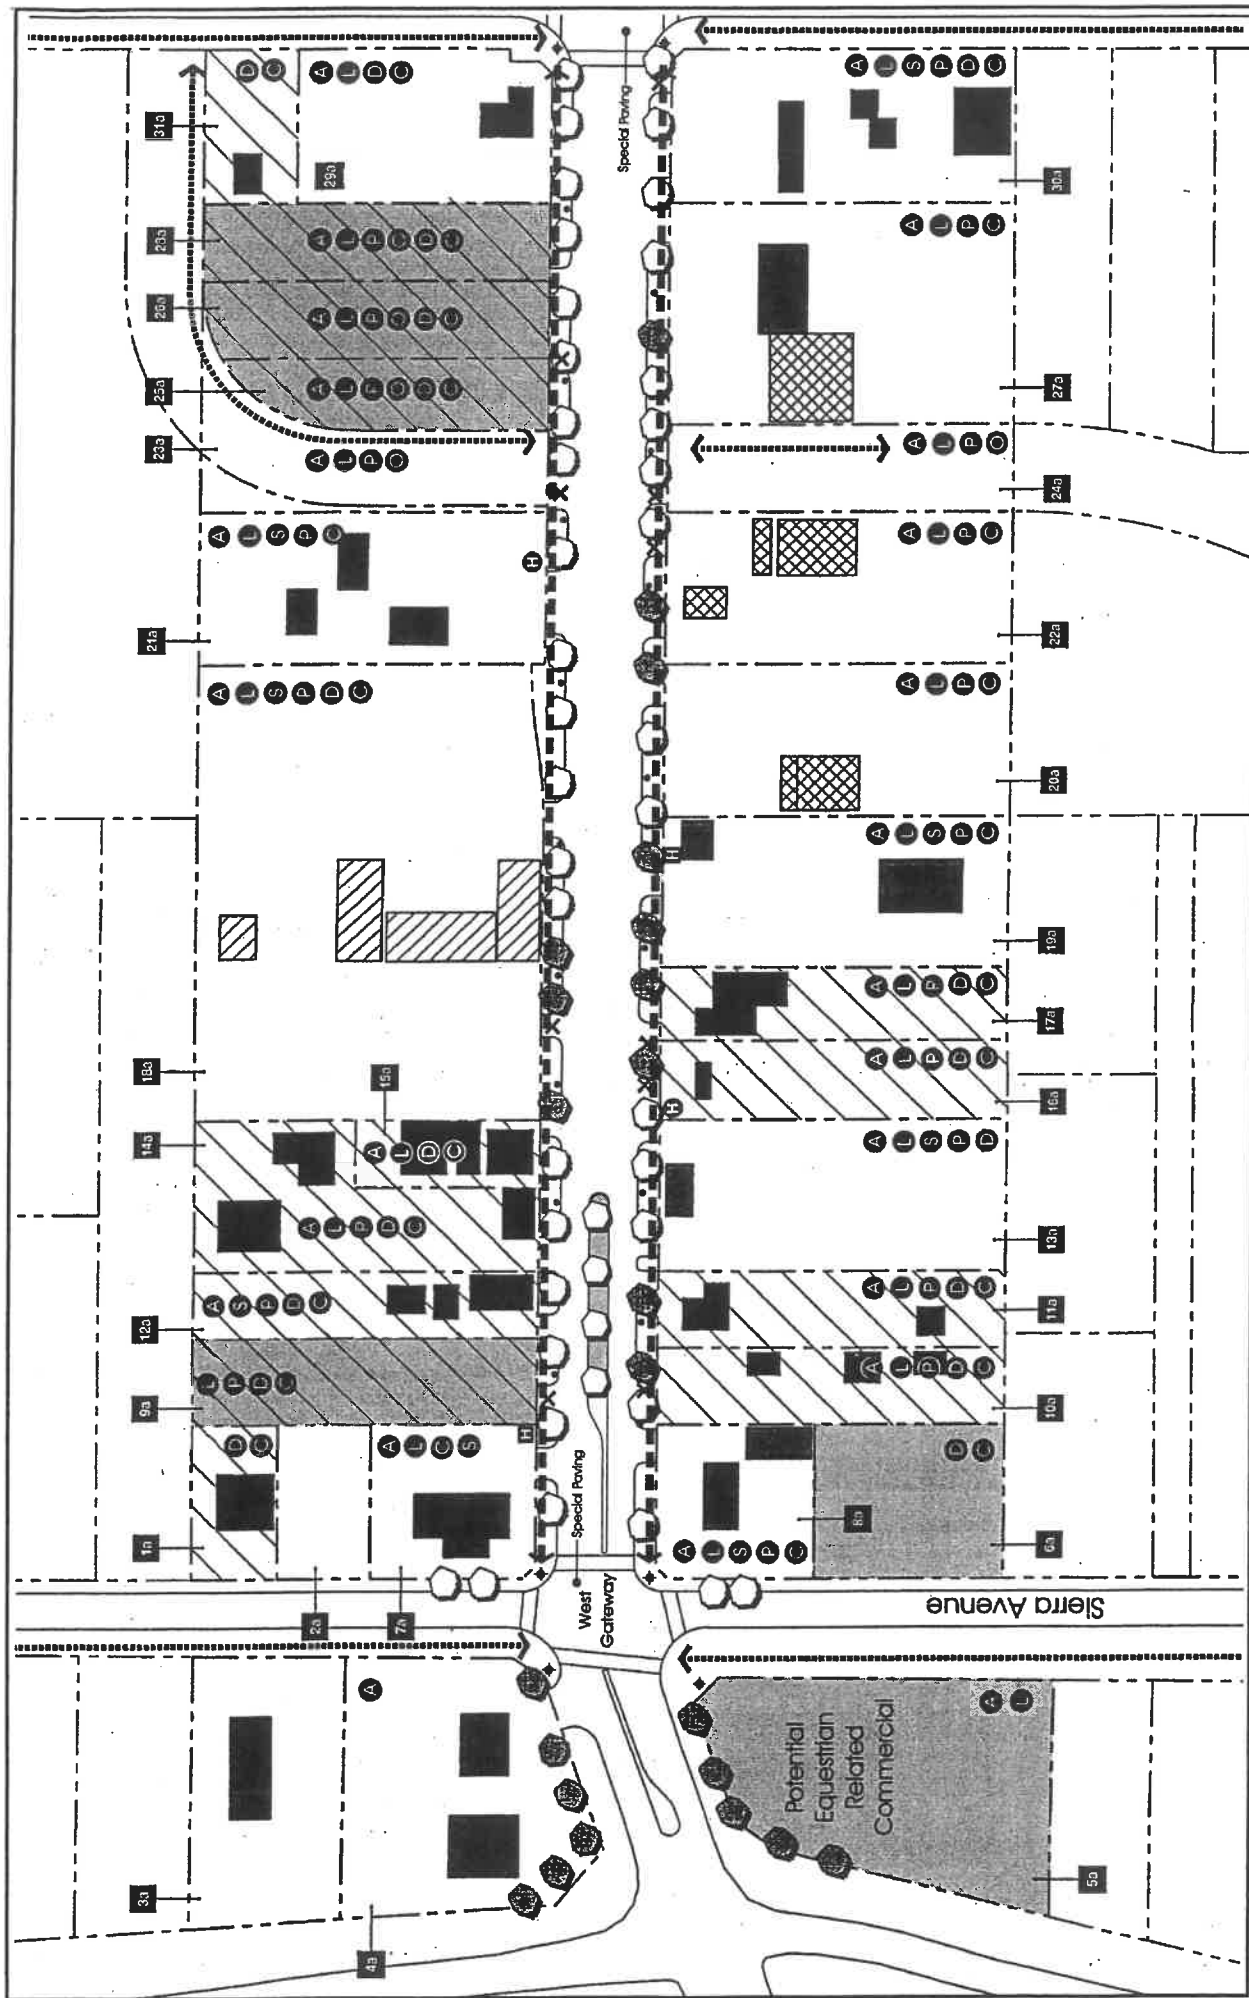 31a
D C
A L D C
29a
28a
A L P C D C
26a
A L P O D C
25a
23a
A L P O
A L S P C
21a
H
A L S P D C
18a
14a
15a
A L D C
A L P D C
12a
A S P D C
9a
L P D C
1a
D C
A L C S
H
2a
7a
3a
4a
A
Special Paving
Special Paving
West
Gateway
A L S P D C
30a
A L P C
27a
A L P O
24a
A L P C
22a
A L P C
20a
H
A L S P C
19a
A L P D C
17a
A L P D C
16a
H
A L S P D
13a
A L P D C
11a
A L P D C
10a
D C
8a
6a
A L S P C
Sierra Avenue
Potential
Equestrian
Related
Commercial
A L
5a